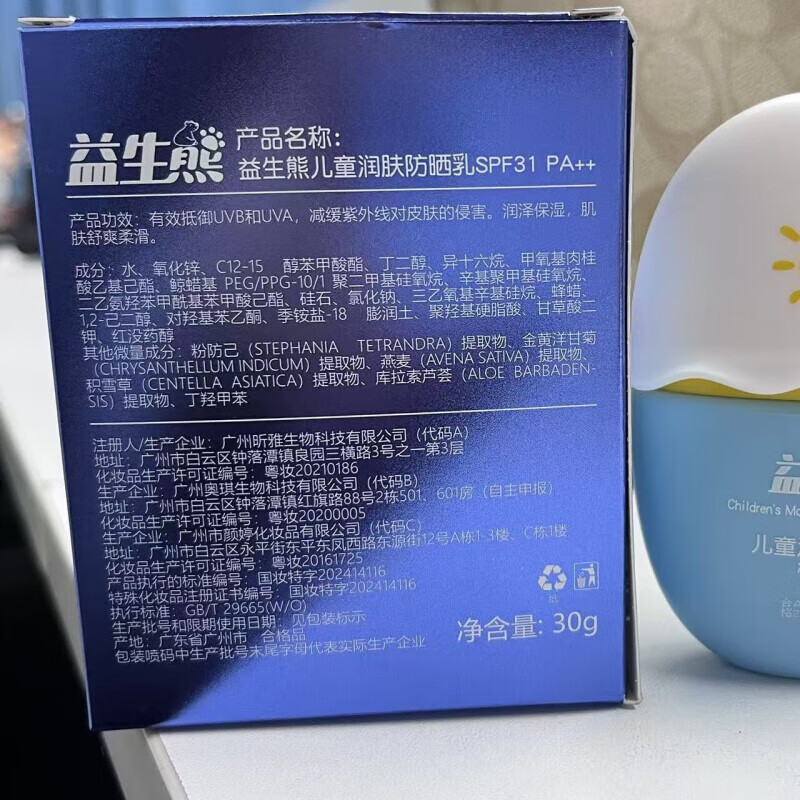 益生熊
产品名称：
益生熊儿童润肤防晒乳SPF31 PA++
产品功效：有效抵御UVB和UVA，减缓紫外线对皮肤的侵害。润泽保湿，肌
肤舒爽柔滑。
成分：水、氧化锌、C12-15 醇苯甲酸酯、丁二醇、异十六烷、甲氧基肉桂
酸乙基己酯、鲸蜡基 PEG/PPG-10/1 聚二甲基硅氧烷、辛基聚甲基硅氧烷、
二乙氨羟苯甲酰基苯甲酸己酯、硅石、氯化钠、三乙氧基辛基硅烷、蜂蜡、
1,2-己二醇、对羟基苯乙酮、季铵盐-18 膨润土、聚羟基硬脂酸、甘草酸二
钾、红没药醇
其他微量成分：粉防己（STEPHANIA TETRANDRA）提取物、金黄洋甘菊
（CHRYSANTHELLUM INDICUM）提取物、燕麦（AVENA SATIVA）提取物、
积雪草（CENTELLA ASIATICA）提取物、库拉索芦荟（ALOE BARBADEN-
SIS）提取物、丁羟甲苯
注册人/生产企业：广州昕雅生物科技有限公司（代码A）
地址：广州市白云区钟落潭镇良园三横路3号之一第3层
化妆品生产许可证编号：粤妆20210186
生产企业：广州奥琪生物科技有限公司（代码B）
地址：广州市白云区钟落潭镇红旗路88号2栋501、601房（自主申报）
化妆品生产许可证编号：粤妆20200005
生产企业：广州市颜婷化妆品有限公司（代码C）
地址：广州市白云区永平街东平东凤西路东源街12号A栋1-3楼、C栋1楼
化妆品生产许可证编号：粤妆20161725
产品执行的标准编号：国妆特字202414116
特殊化妆品注册证书编号：国妆特字202414116
执行标准：GB/T 29665(W/O)
生产批号和限期使用日期：见包装标示
产地：广东省广州市 合格品
包装喷码中生产批号末尾字母代表实际生产企业
纸
净含量：30g
益
Children's Mo
儿童